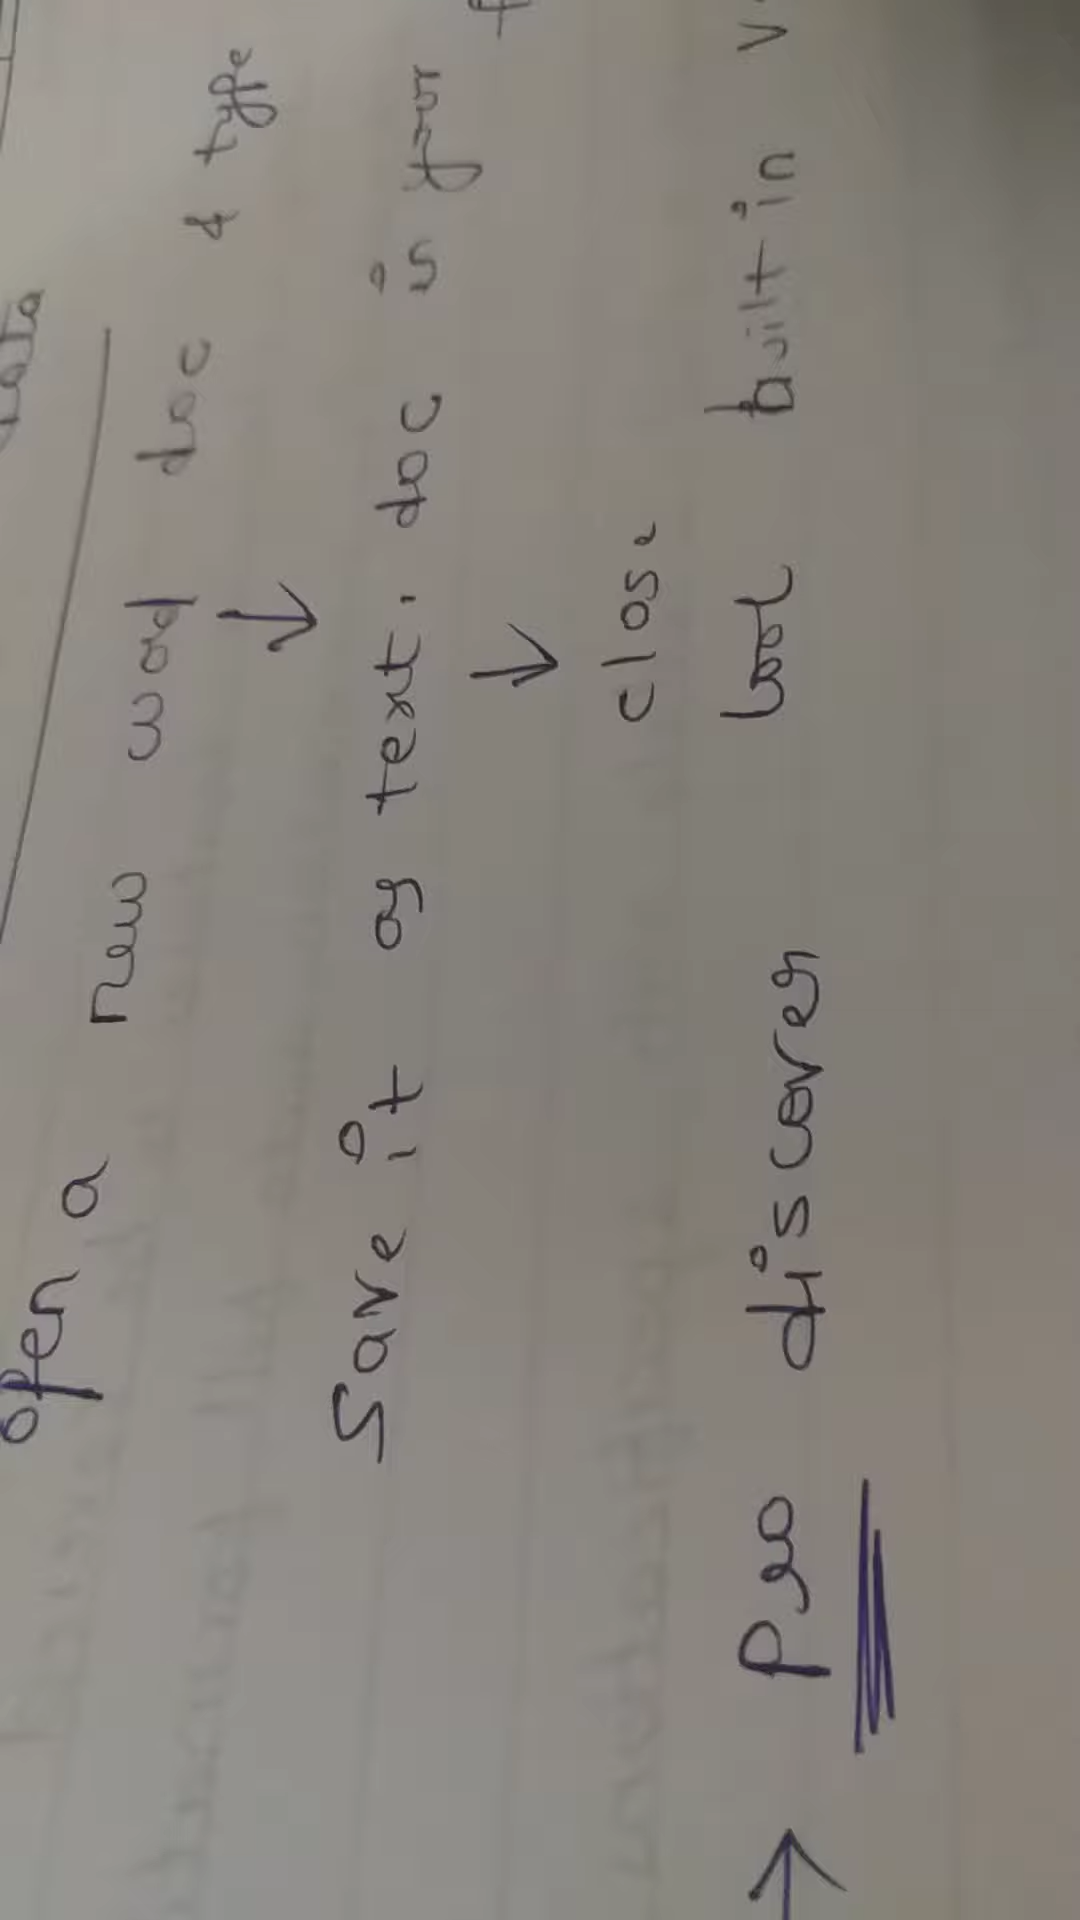 open a new word doc & type
↓
Save it as text. doc in your
↓
close
→ Pro discover tool built in